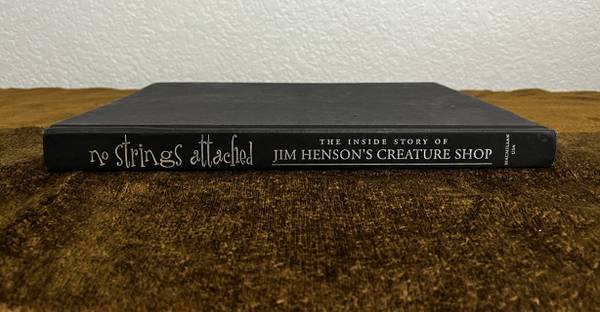 no strings attached
THE INSIDE STORY OF
JIM HENSON'S CREATURE SHOP
MACMILLAN
USA